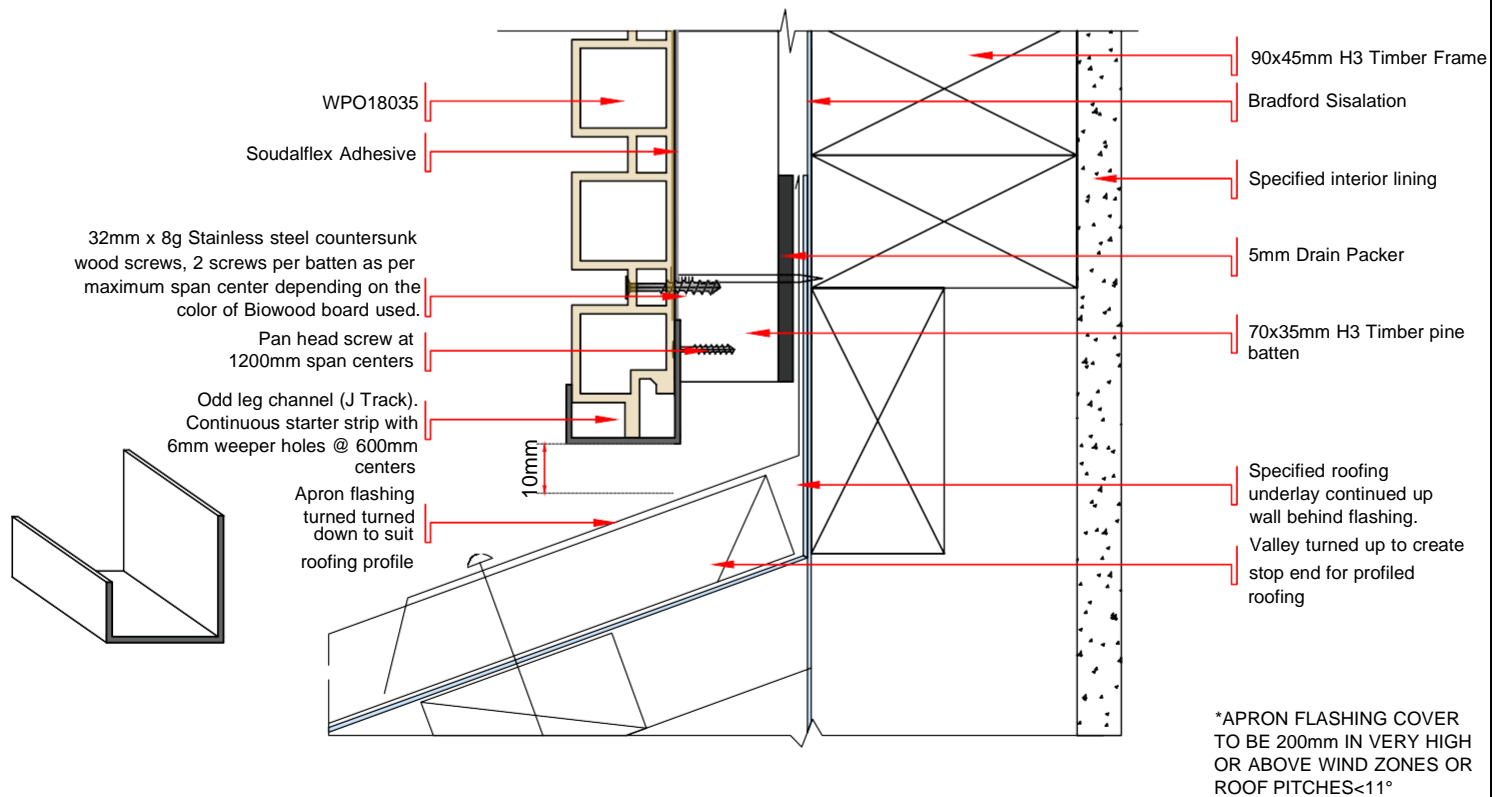 WPO18035
Soudalflex Adhesive
32mm x 8g Stainless steel countersunk
wood screws, 2 screws per batten as per
maximum span center depending on the
color of Biowood board used.
Pan head screw at
1200mm span centers
Odd leg channel (J Track).
Continuous starter strip with
6mm weeper holes @ 600mm
centers
Apron flashing
turned turned
down to suit
roofing profile
10mm
90x45mm H3 Timber Frame
Bradford Sisalation
Specified interior lining
5mm Drain Packer
70x35mm H3 Timber pine
batten
Specified roofing
underlay continued up
wall behind flashing.
Valley turned up to create
stop end for profiled
roofing
*APRON FLASHING COVER
TO BE 200mm IN VERY HIGH
OR ABOVE WIND ZONES OR
ROOF PITCHES<11°